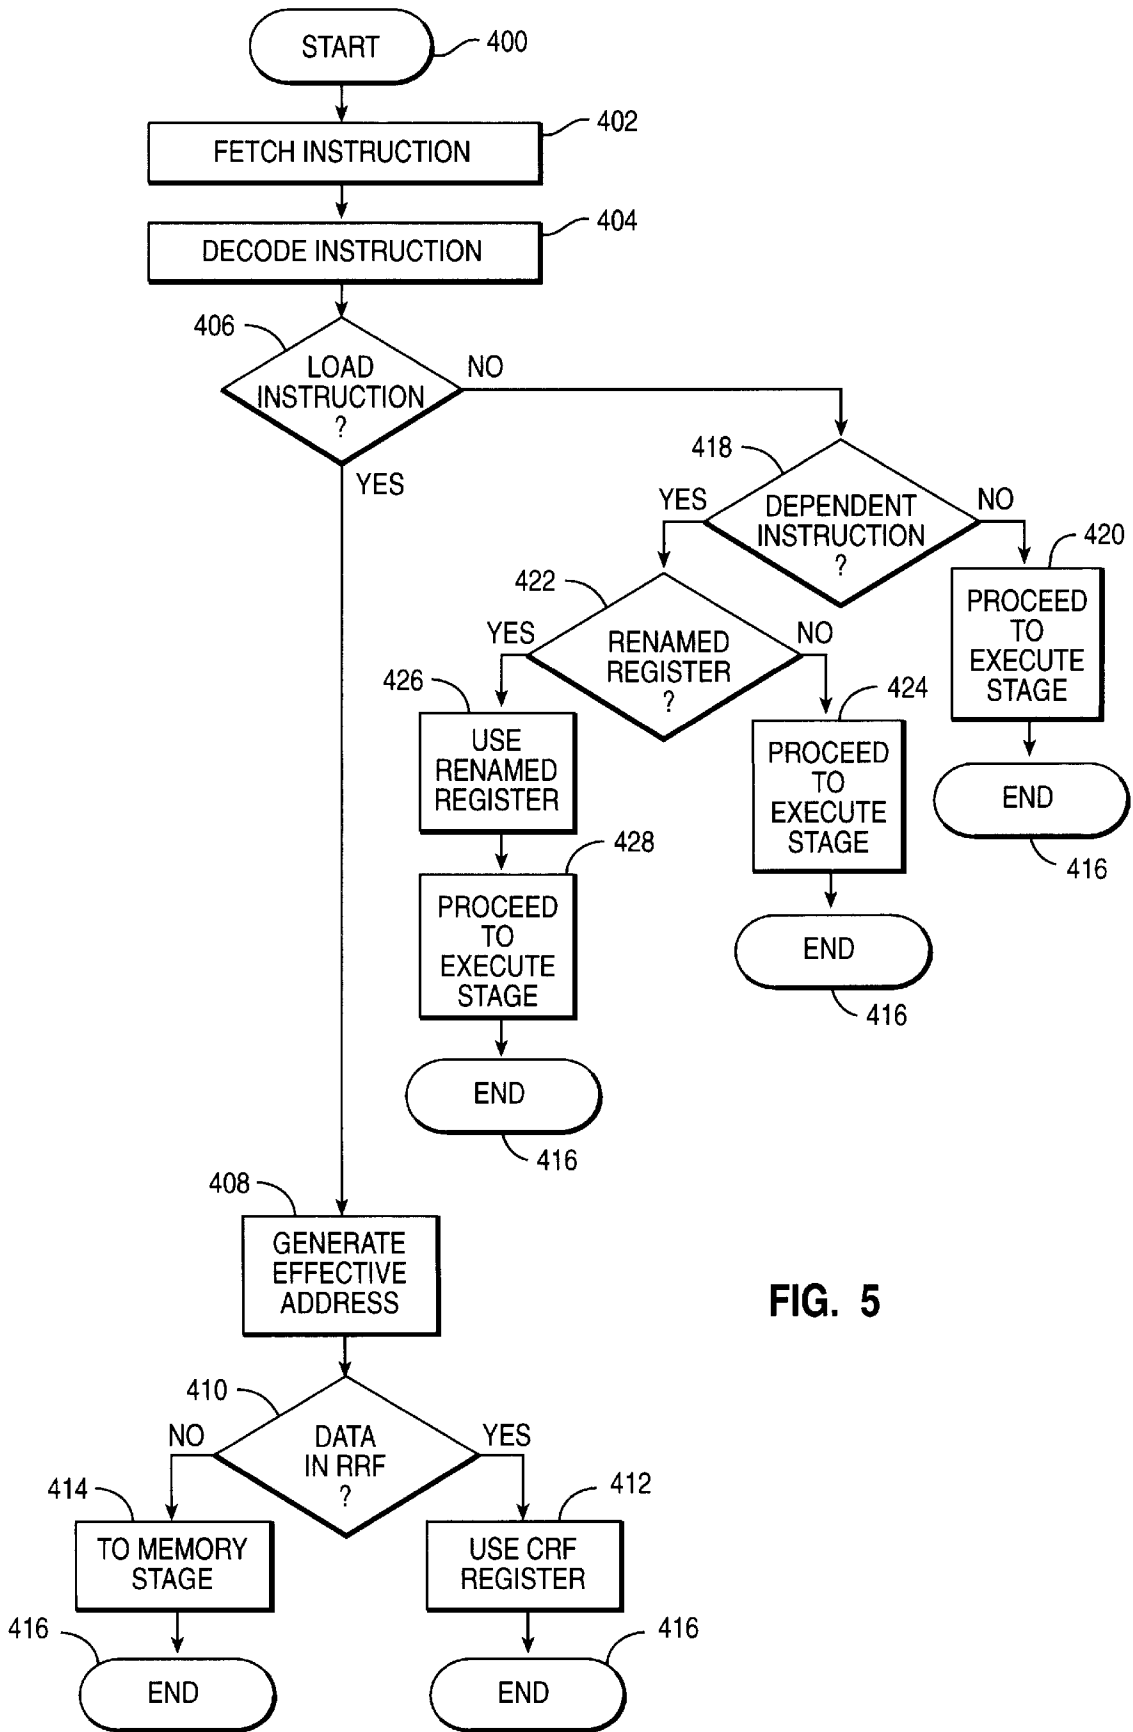 START
400
FETCH INSTRUCTION
402
DECODE INSTRUCTION
404
406
LOAD
INSTRUCTION
?
NO
YES
418
DEPENDENT
INSTRUCTION
?
YES
NO
420
PROCEED
TO
EXECUTE
STAGE
END
416
422
RENAMED
REGISTER
?
YES
NO
424
PROCEED
TO
EXECUTE
STAGE
END
416
426
USE
RENAMED
REGISTER
428
PROCEED
TO
EXECUTE
STAGE
END
416
408
GENERATE
EFFECTIVE
ADDRESS
FIG. 5
410
DATA
IN RRF
?
NO
YES
414
TO MEMORY
STAGE
416
END
412
USE CRF
REGISTER
416
END